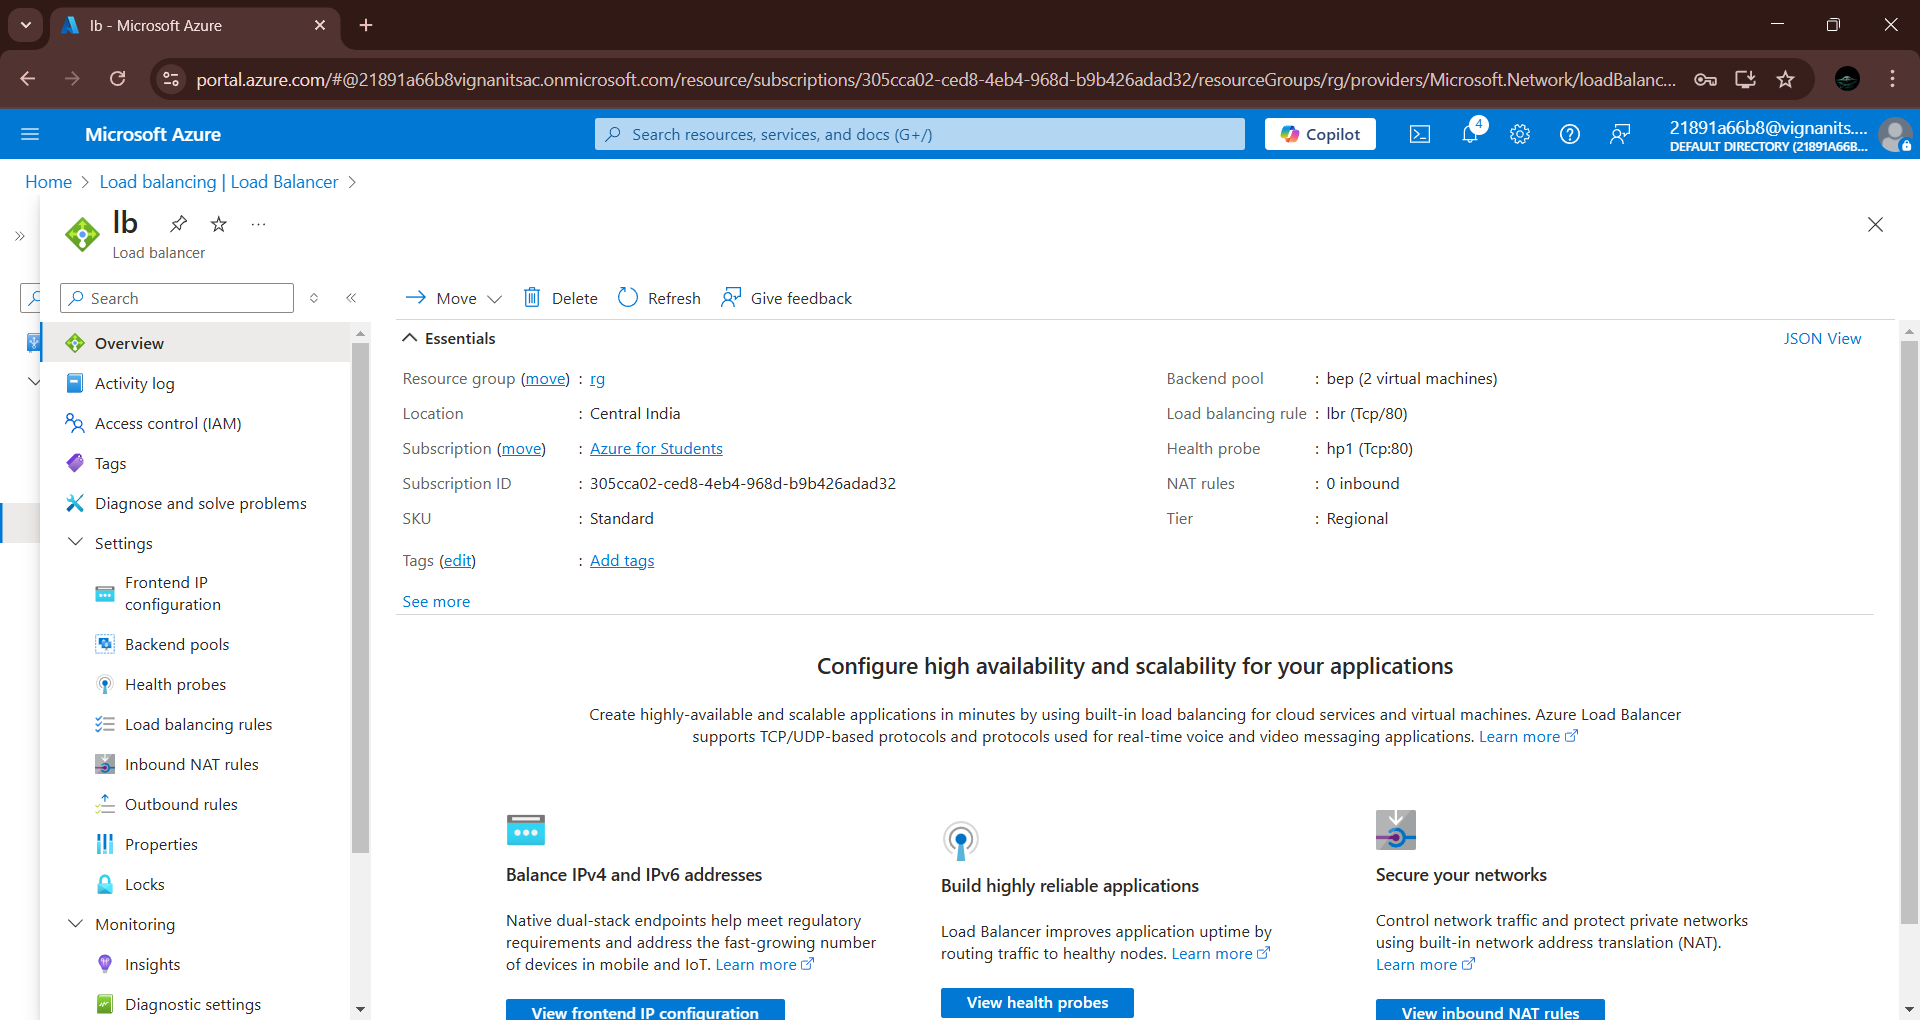 lb - Microsoft Azure
portal.azure.com/#@21891a66b8vignanitsac.onmicrosoft.com/resource/subscriptions/305cca02-ced8-4eb4-968d-b9b426adad32/resourceGroups/rg/providers/Microsoft.Network/loadBalanc...
Microsoft Azure
Search resources, services, and docs (G+/)
Copilot
4
21891a66b8@vignanits....
DEFAULT DIRECTORY (21891A66B...
Home > Load balancing | Load Balancer >
lb
Load balancer
Search
Move
Delete
Refresh
Give feedback
Overview
Activity log
Access control (IAM)
Tags
Diagnose and solve problems
Settings
Frontend IP
configuration
Backend pools
Health probes
Load balancing rules
Inbound NAT rules
Outbound rules
Properties
Locks
Monitoring
Insights
Diagnostic settings
Essentials
JSON View
Resource group (move) : rg
Location : Central India
Subscription (move) : Azure for Students
Subscription ID : 305cca02-ced8-4eb4-968d-b9b426adad32
SKU : Standard
Tags (edit) : Add tags
See more
Backend pool : bep (2 virtual machines)
Load balancing rule : lbr (Tcp/80)
Health probe : hp1 (Tcp:80)
NAT rules : 0 inbound
Tier : Regional
Configure high availability and scalability for your applications
Create highly-available and scalable applications in minutes by using built-in load balancing for cloud services and virtual machines. Azure Load Balancer
supports TCP/UDP-based protocols and protocols used for real-time voice and video messaging applications. Learn more
Balance IPv4 and IPv6 addresses
Native dual-stack endpoints help meet regulatory
requirements and address the fast-growing number
of devices in mobile and IoT. Learn more
View frontend IP configuration
Build highly reliable applications
Load Balancer improves application uptime by
routing traffic to healthy nodes. Learn more
View health probes
Secure your networks
Control network traffic and protect private networks
using built-in network address translation (NAT).
Learn more
View inbound NAT rules